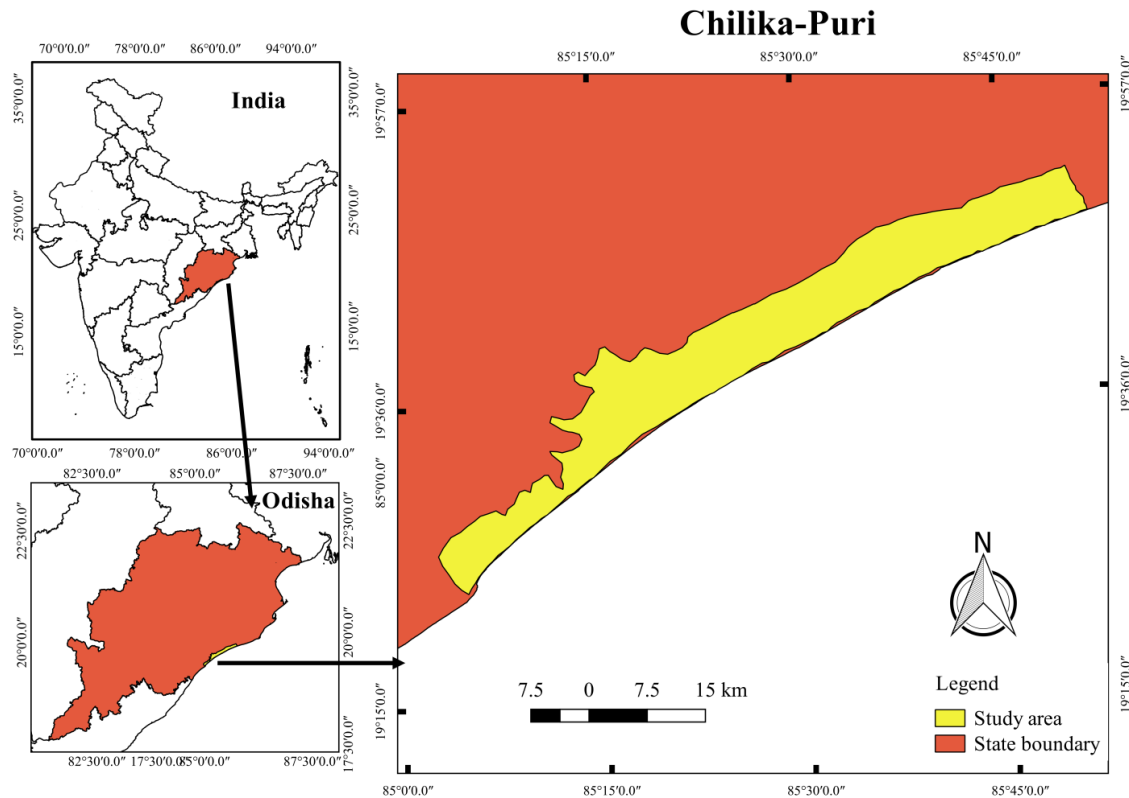 Chilika-Puri
70°0'0.0" 78°0'0.0" 86°0'0.0" 94°0'0.0"
India
35°0'0.0" 35°0'0.0"
25°0'0.0" 25°0'0.0"
15°0'0.0" 15°0'0.0"
70°0'0.0" 78°0'0.0" 86°0'0.0" 94°0'0.0"
82°30'0.0" 85°0'0.0" 87°30'0.0"
Odisha
22°30'0.0" 22°30'0.0"
20°0'0.0" 20°0'0.0"
17°30'0.0"
82°30'0.0" 17°30'0.0" 85°0'0.0" 87°30'0.0"
85°15'0.0" 85°30'0.0" 85°45'0.0"
19°57'0.0" 19°57'0.0"
19°36'0.0" 19°36'0.0"
85°0'0.0"
19°15'0.0" 19°15'0.0"
N
7.5 0 7.5 15 km
Legend
Study area
State boundary
85°0'0.0" 85°15'0.0" 85°30'0.0" 85°45'0.0"